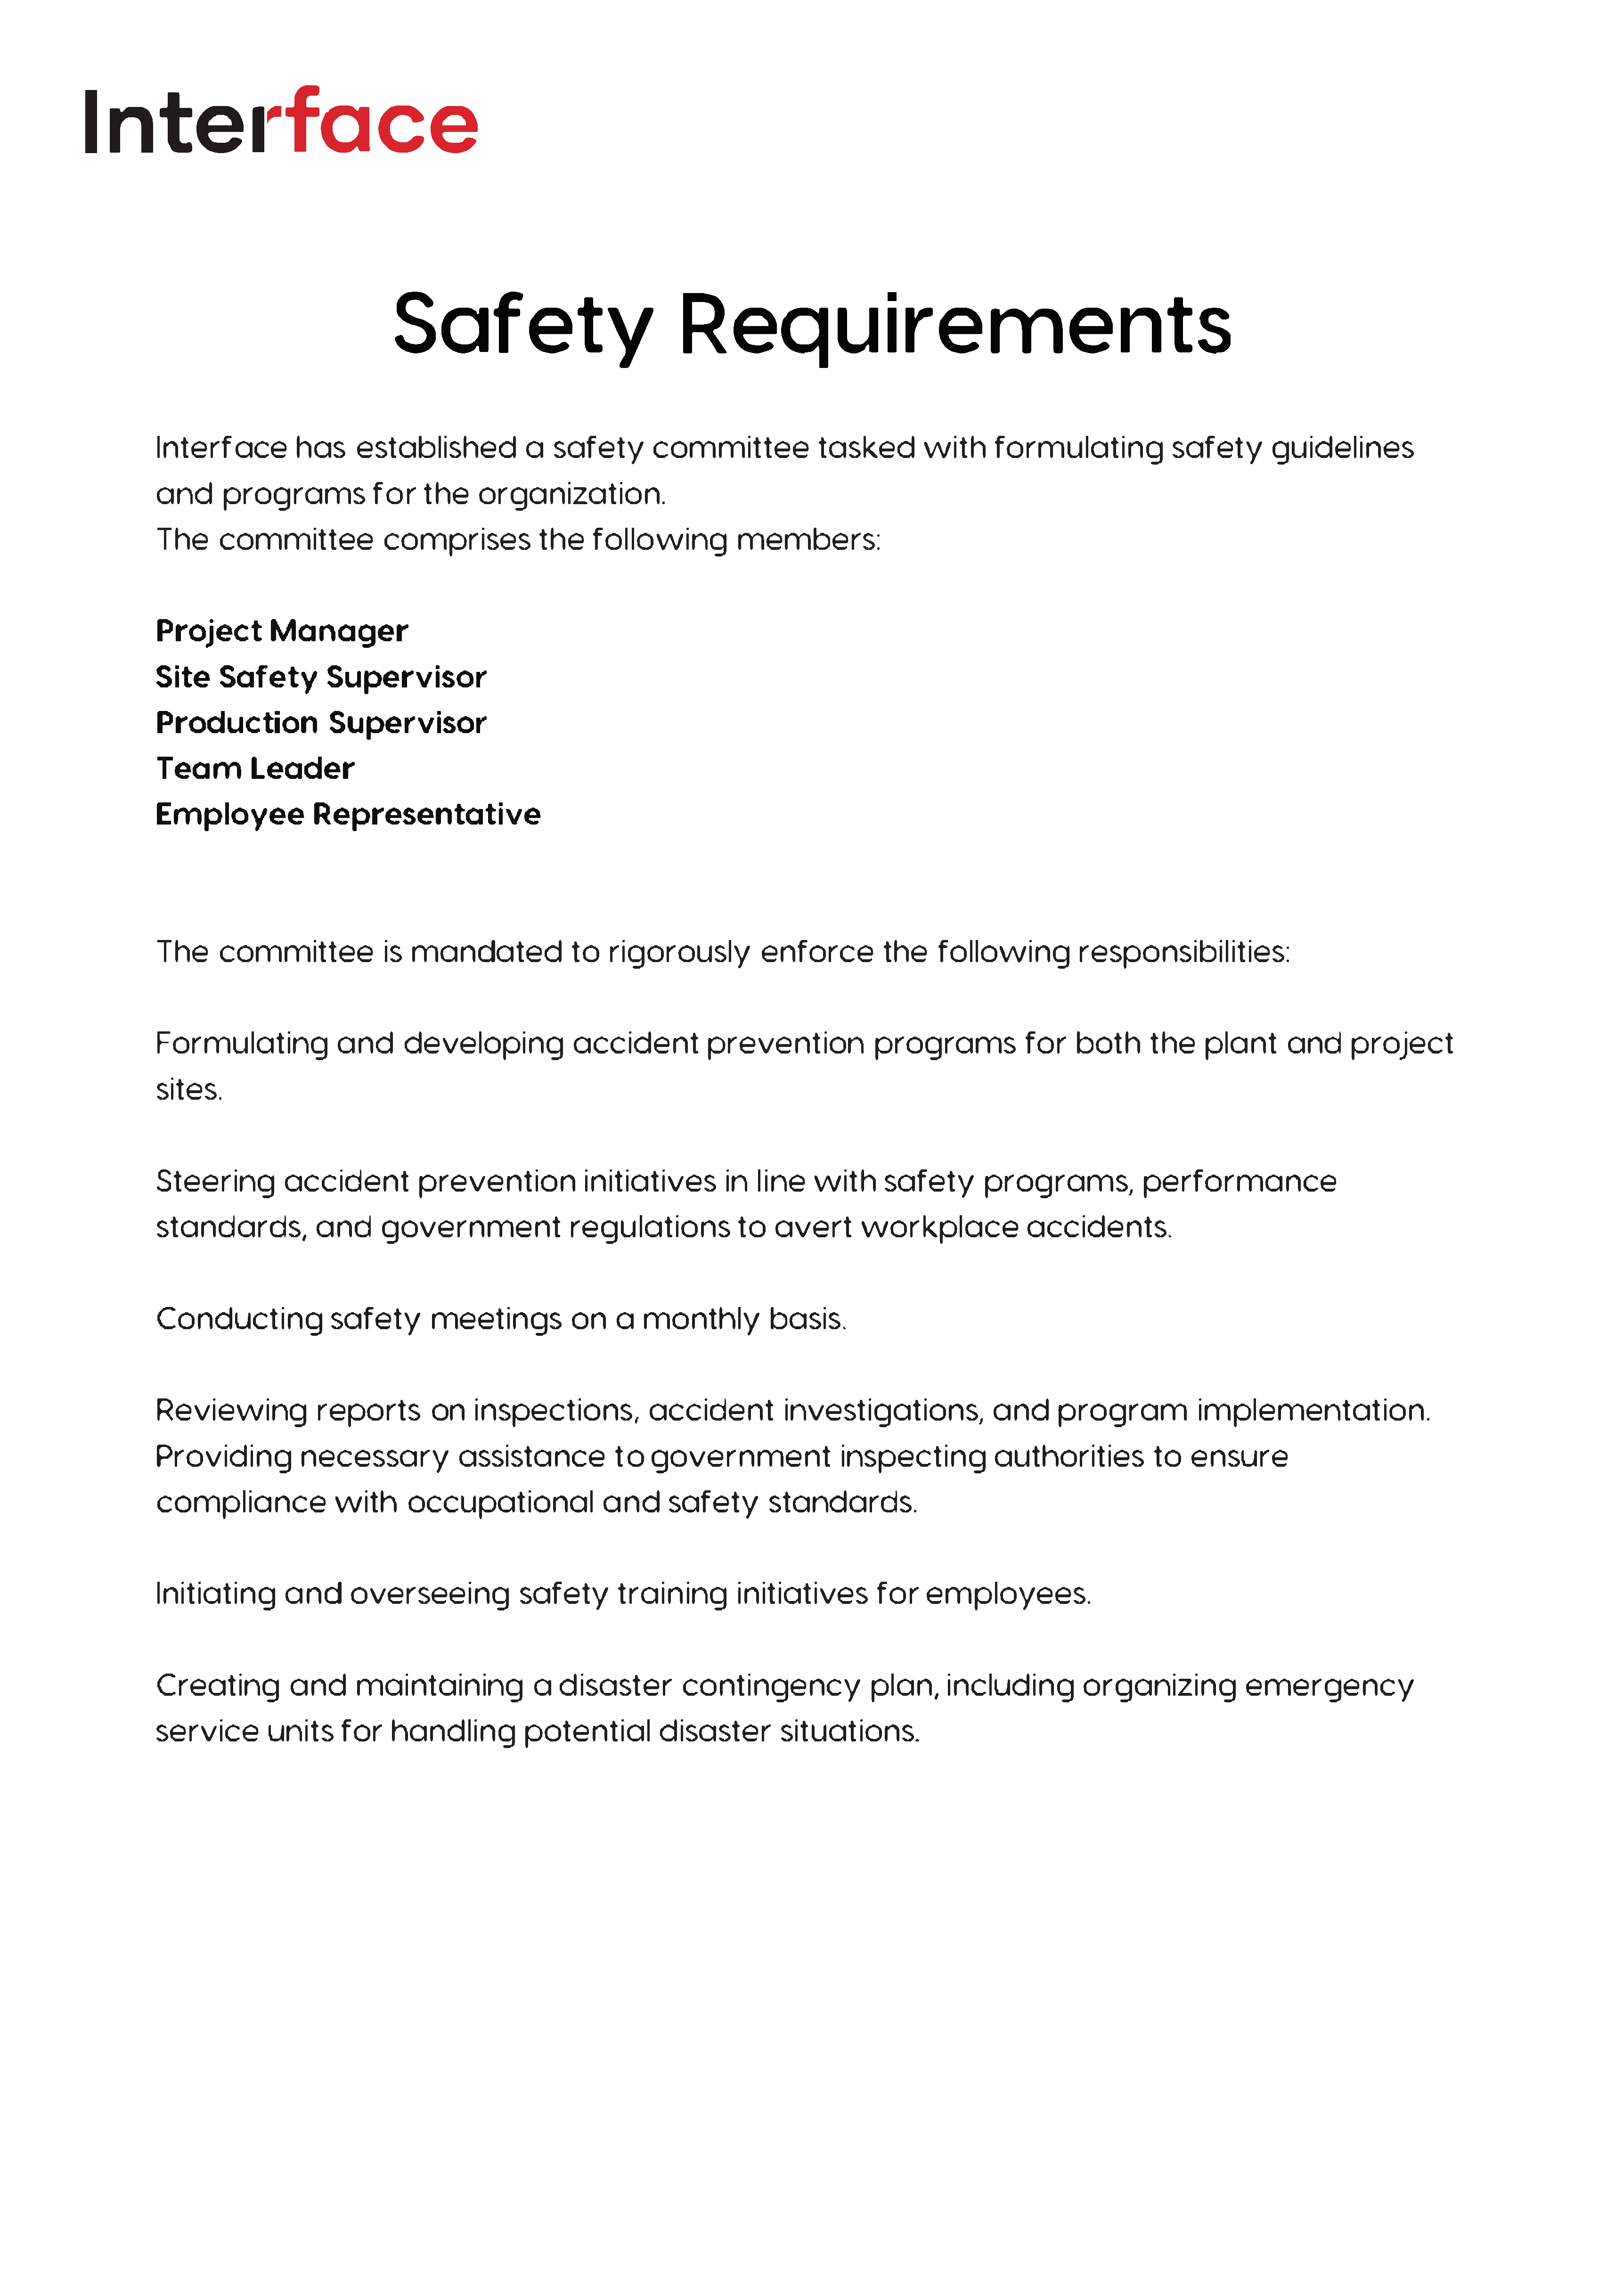 Interface
Safety Requirements
Interface has established a safety committee tasked with formulating safety guidelines
and programs for the organization.
The committee comprises the following members:
Project Manager
Site Safety Supervisor
Production Supervisor
Team Leader
Employee Representative
The committee is mandated to rigorously enforce the following responsibilities:
Formulating and developing accident prevention programs for both the plant and project
sites.
Steering accident prevention initiatives in line with safety programs, performance
standards, and government regulations to avert workplace accidents.
Conducting safety meetings on a monthly basis.
Reviewing reports on inspections, accident investigations, and program implementation.
Providing necessary assistance to government inspecting authorities to ensure
compliance with occupational and safety standards.
Initiating and overseeing safety training initiatives for employees.
Creating and maintaining a disaster contingency plan, including organizing emergency
service units for handling potential disaster situations.